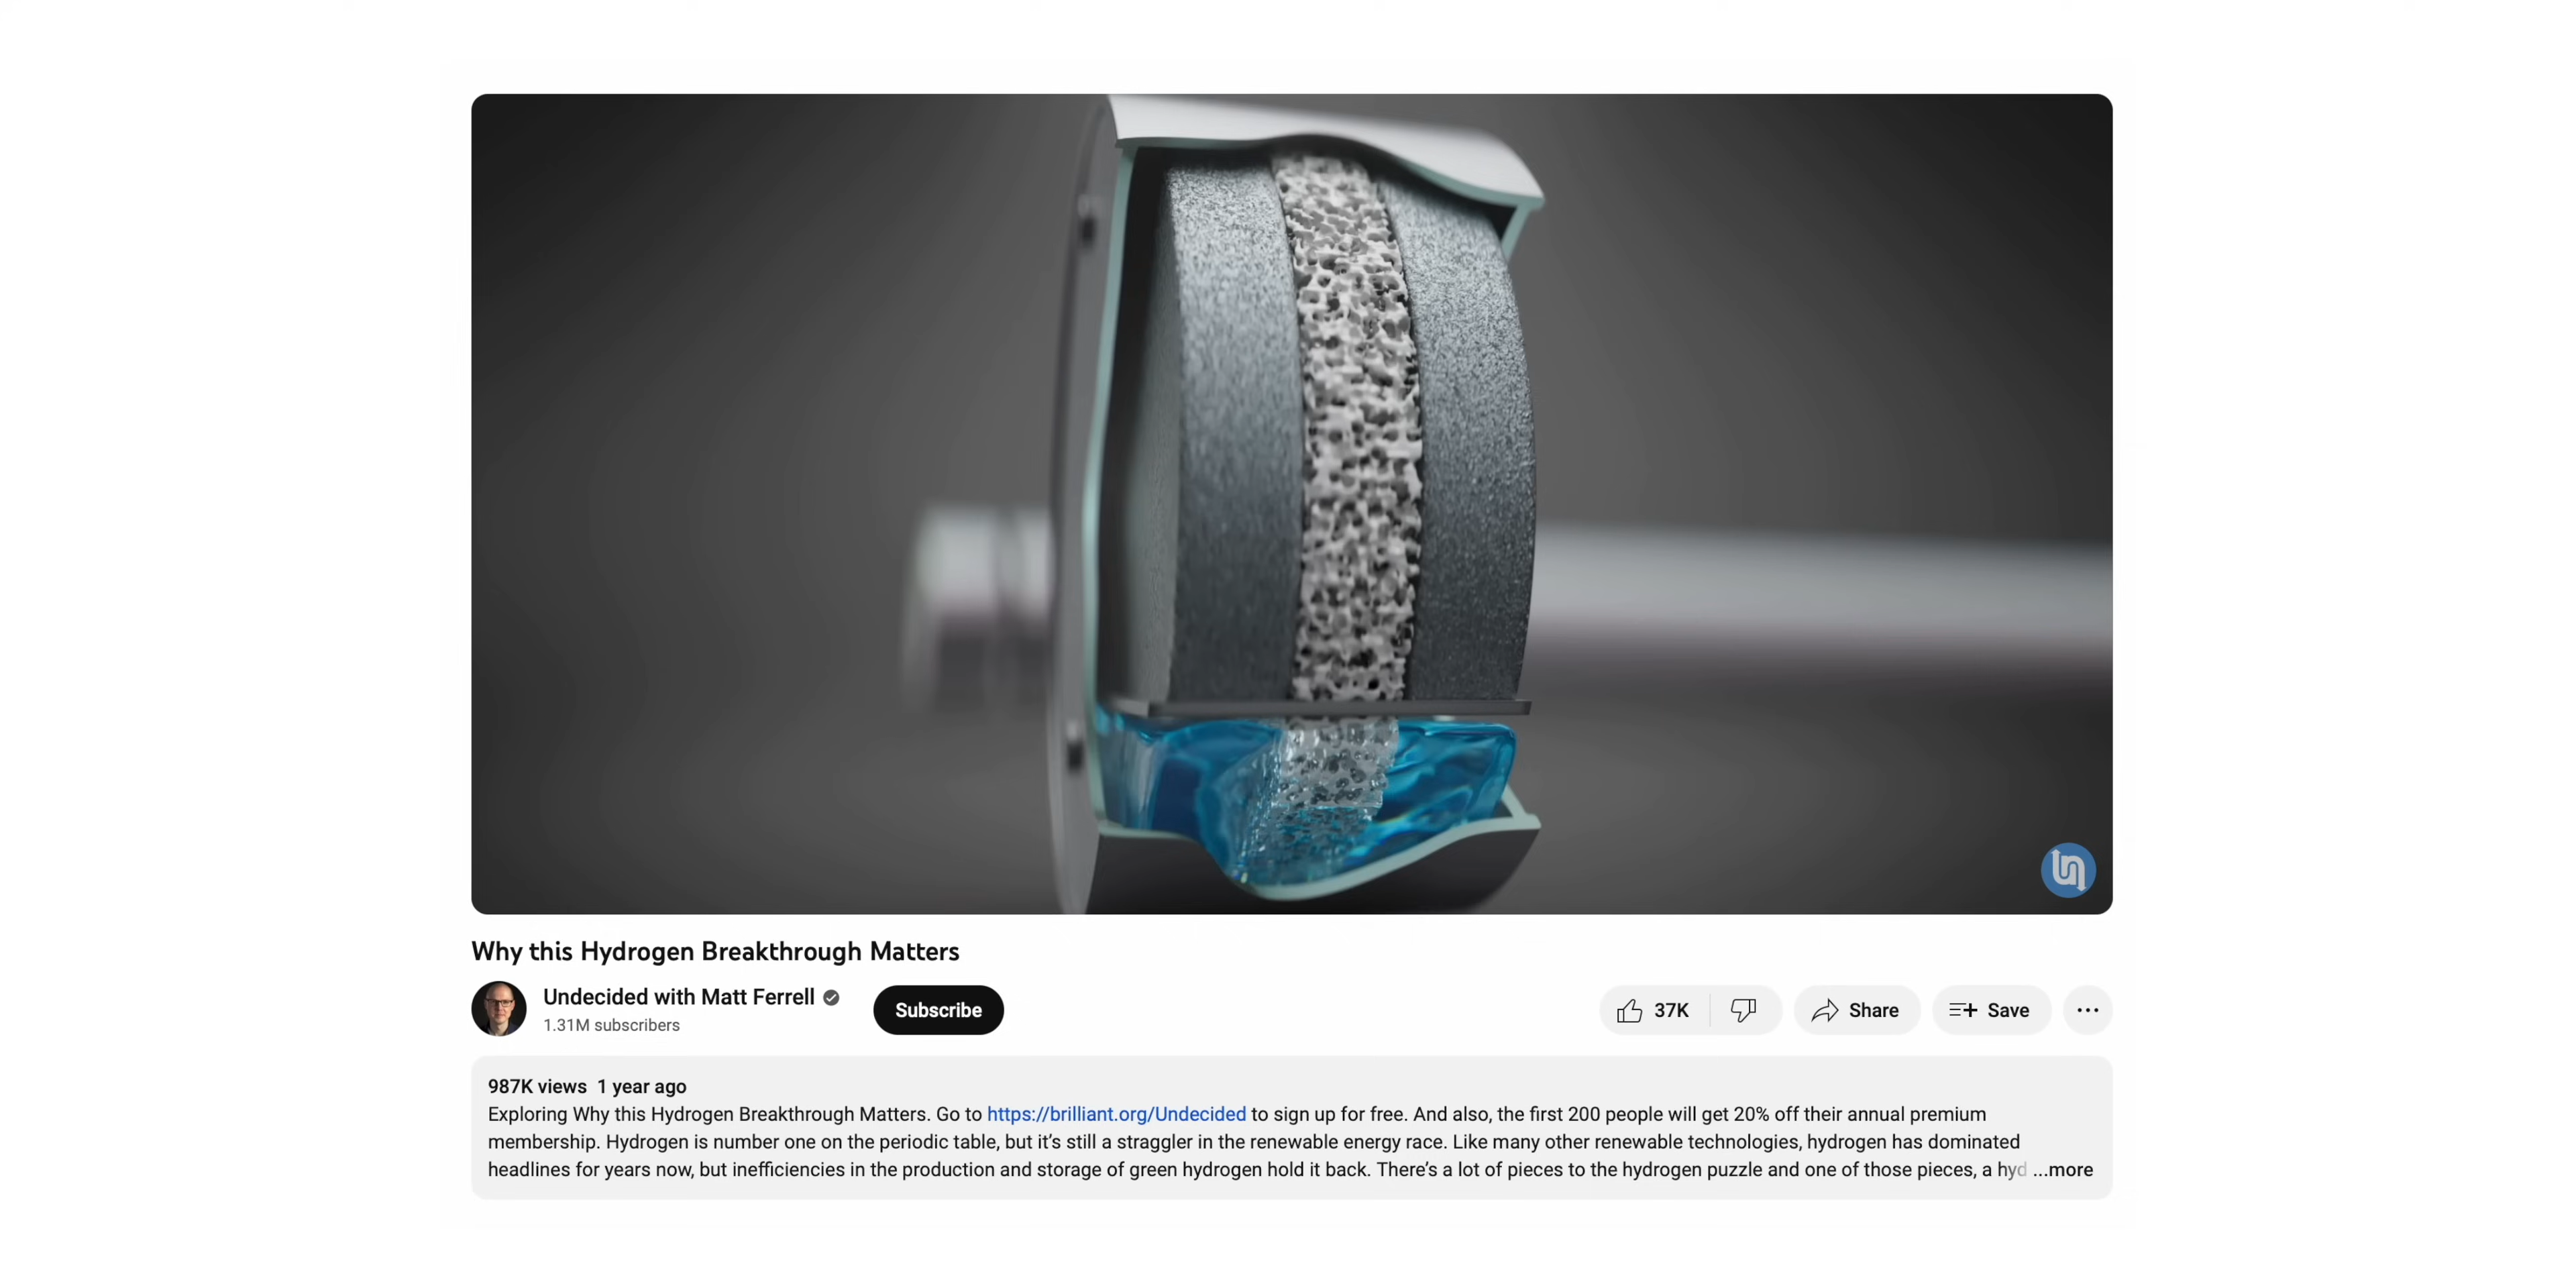 Why this Hydrogen Breakthrough Matters
Undecided with Matt Ferrell
1.31M subscribers
Subscribe
37K
Share
Save
987K views 1 year ago
Exploring Why this Hydrogen Breakthrough Matters. Go to https://brilliant.org/Undecided to sign up for free. And also, the first 200 people will get 20% off their annual premium
membership. Hydrogen is number one on the periodic table, but it’s still a straggler in the renewable energy race. Like many other renewable technologies, hydrogen has dominated
headlines for years now, but inefficiencies in the production and storage of green hydrogen hold it back. There’s a lot of pieces to the hydrogen puzzle and one of those pieces, a hyd ...more